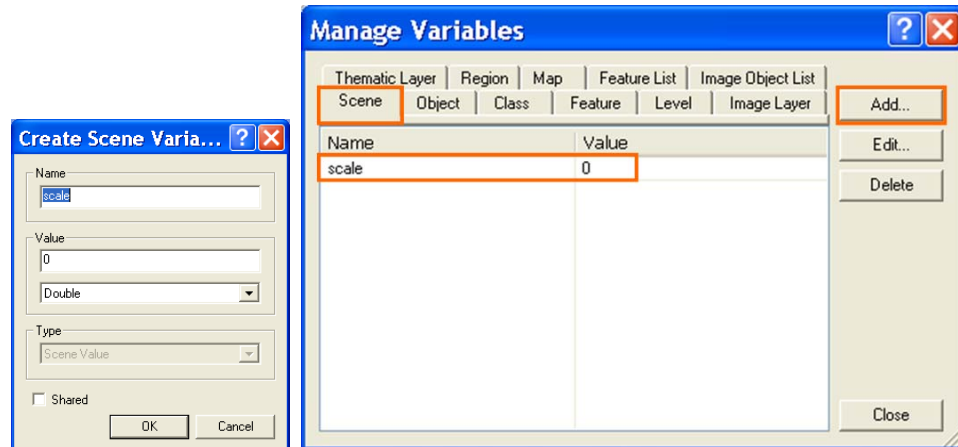 Create Scene Varia...
Name
scale
Value
0
Double
Type
Scene Value
Shared
OK Cancel
Manage Variables
Thematic Layer Region Map Feature List Image Object List
Scene Object Class Feature Level Image Layer
Name Value
scale 0
Add...
Edit...
Delete
Close